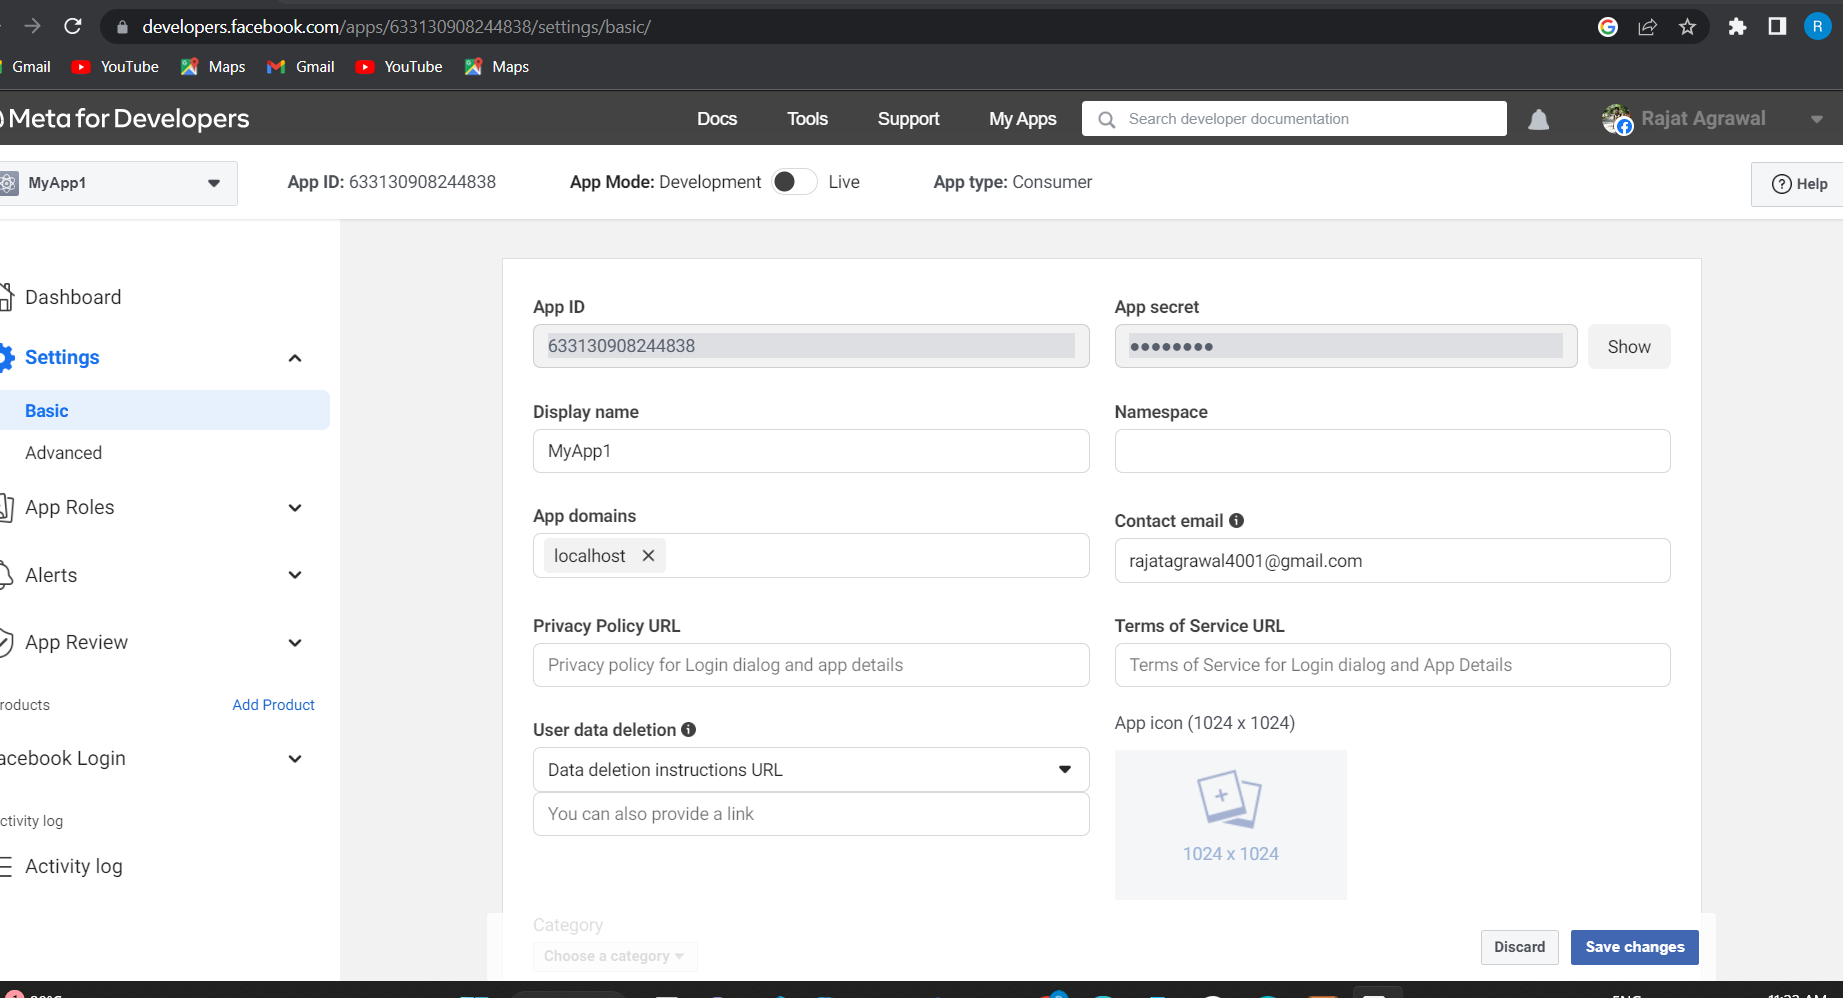 developers.facebook.com/apps/633130908244838/settings/basic/
R
Gmail YouTube Maps Gmail YouTube Maps
Meta for Developers Docs Tools Support My Apps Search developer documentation Rajat Agrawal
MyApp1 App ID: 633130908244838 App Mode: Development Live App type: Consumer Help
Dashboard
Settings
Basic
Advanced
App Roles
Alerts
App Review
roducts Add Product
acebook Login
ctivity log
Activity log
App ID
633130908244838
App secret
••••••••
Show
Display name
MyApp1
Namespace
App domains
localhost
Contact email
rajatagrawal4001@gmail.com
Privacy Policy URL
Privacy policy for Login dialog and app details
Terms of Service URL
Terms of Service for Login dialog and App Details
User data deletion
Data deletion instructions URL
You can also provide a link
App icon (1024 x 1024)
1024 x 1024
Category
Choose a category
Discard Save changes